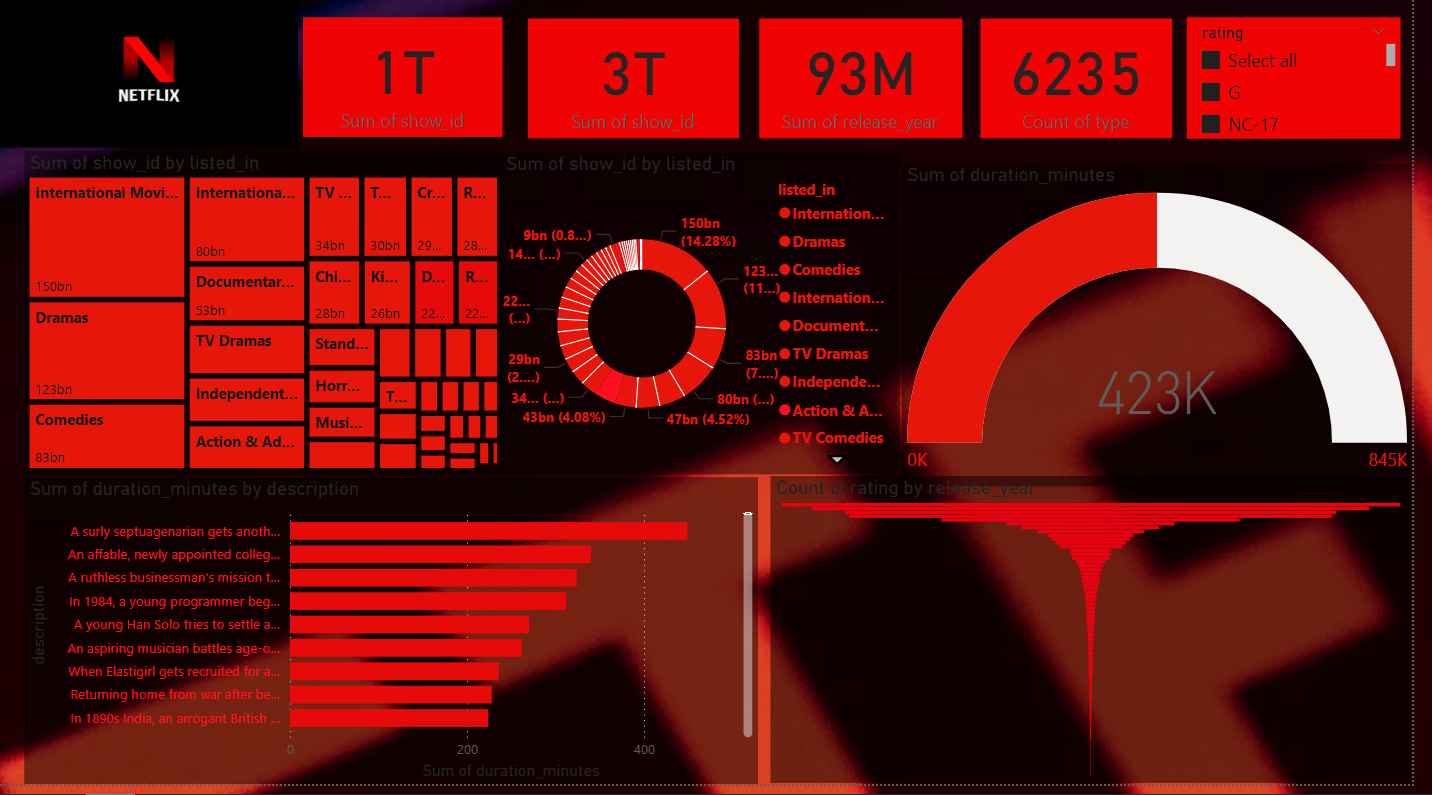 NETFLIX
1T
Sum of show_id
3T
Sum of show_id
93M
Sum of release_year
6235
Count of type
rating
Select all
G
NC-17
Sum of show_id by listed_in
International Movi...
150bn
Dramas
123bn
Comedies
83bn
Internationa...
80bn
Documentar...
53bn
TV Dramas
Independent...
Action & Ad...
TV ...
34bn
T...
30bn
Cr...
29...
R...
28...
Chi...
28bn
Ki...
26bn
D...
22...
R...
22...
Stand...
Horr...
Musi...
T...
Sum of show_id by listed_in
150bn
(14.28%)
123...
(11...)
83bn
(7....)
80bn (...)
47bn (4.52%)
43bn (4.08%)
34... (...)
29bn
(2....)
22...
(...)
14... (...)
9bn (0.8...)
listed_in
Internation...
Dramas
Comedies
Internation...
Document...
TV Dramas
Independe...
Action & A...
TV Comedies
Sum of duration_minutes
423K
0K
845K
Sum of duration_minutes by description
description
A surly septuagenarian gets anoth...
An affable, newly appointed colleg...
A ruthless businessman's mission t...
In 1984, a young programmer beg...
A young Han Solo tries to settle a...
An aspiring musician battles age-o...
When Elastigirl gets recruited for a...
Returning home from war after be...
In 1890s India, an arrogant British ...
0
200
400
Sum of duration_minutes
Count of rating by release_year